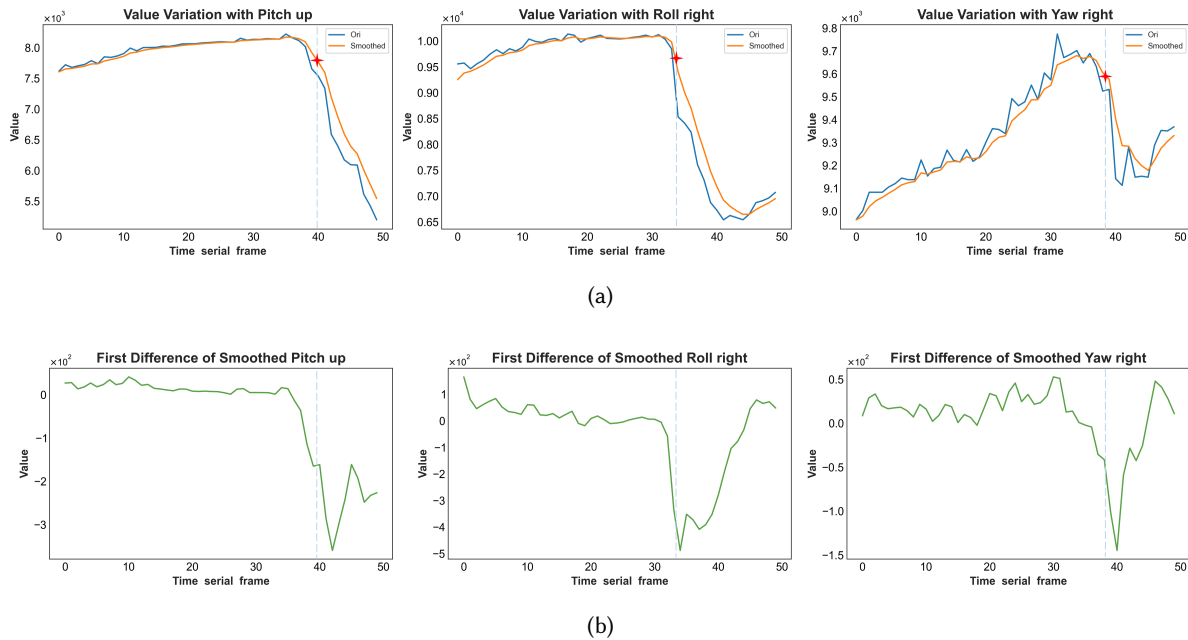 Value Variation with Pitch up
×10³
8.0
7.5
7.0
6.5
6.0
5.5
Value
0 10 20 30 40 50
Time serial frame
Ori
Smoothed
Value Variation with Roll right
×10⁴
1.00
0.95
0.90
0.85
0.80
0.75
0.70
0.65
Value
0 10 20 30 40 50
Time serial frame
Ori
Smoothed
Value Variation with Yaw right
×10³
9.8
9.7
9.6
9.5
9.4
9.3
9.2
9.1
9.0
Value
0 10 20 30 40 50
Time serial frame
Ori
Smoothed
(a)
First Difference of Smoothed Pitch up
×10²
0
−1
−2
−3
Value
0 10 20 30 40 50
Time serial frame
First Difference of Smoothed Roll right
×10²
1
0
−1
−2
−3
−4
−5
Value
0 10 20 30 40 50
Time serial frame
First Difference of Smoothed Yaw right
×10²
0.5
0.0
−0.5
−1.0
−1.5
Value
0 10 20 30 40 50
Time serial frame
(b)